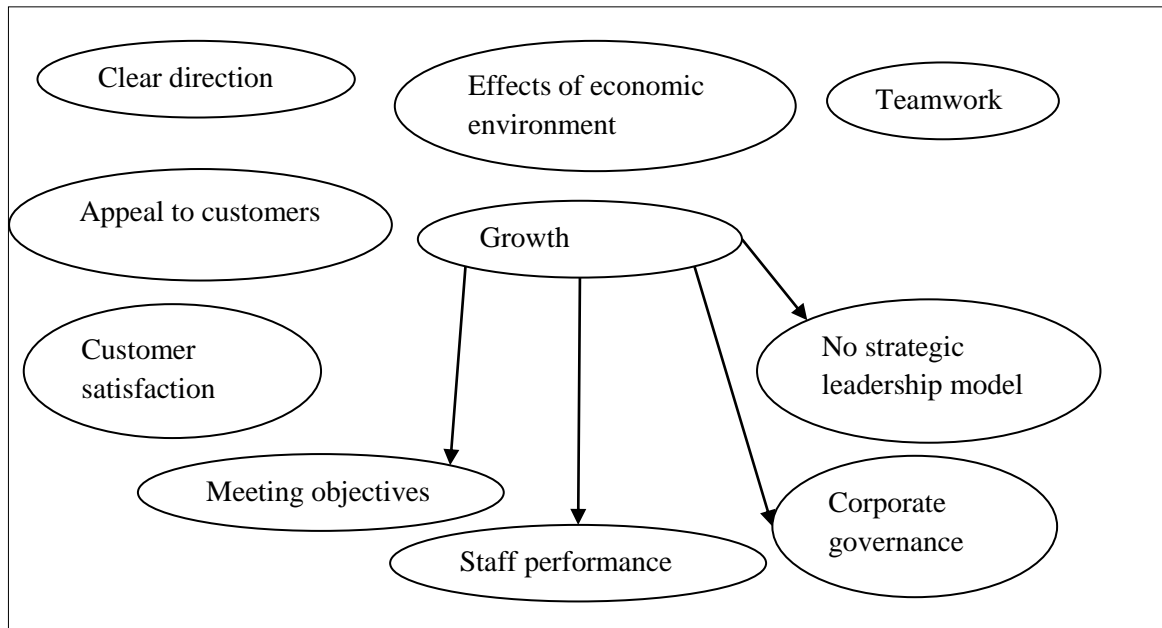 Clear direction
Effects of economic
environment
Teamwork
Appeal to customers
Growth
Customer
satisfaction
No strategic
leadership model
Meeting objectives
Corporate
governance
Staff performance